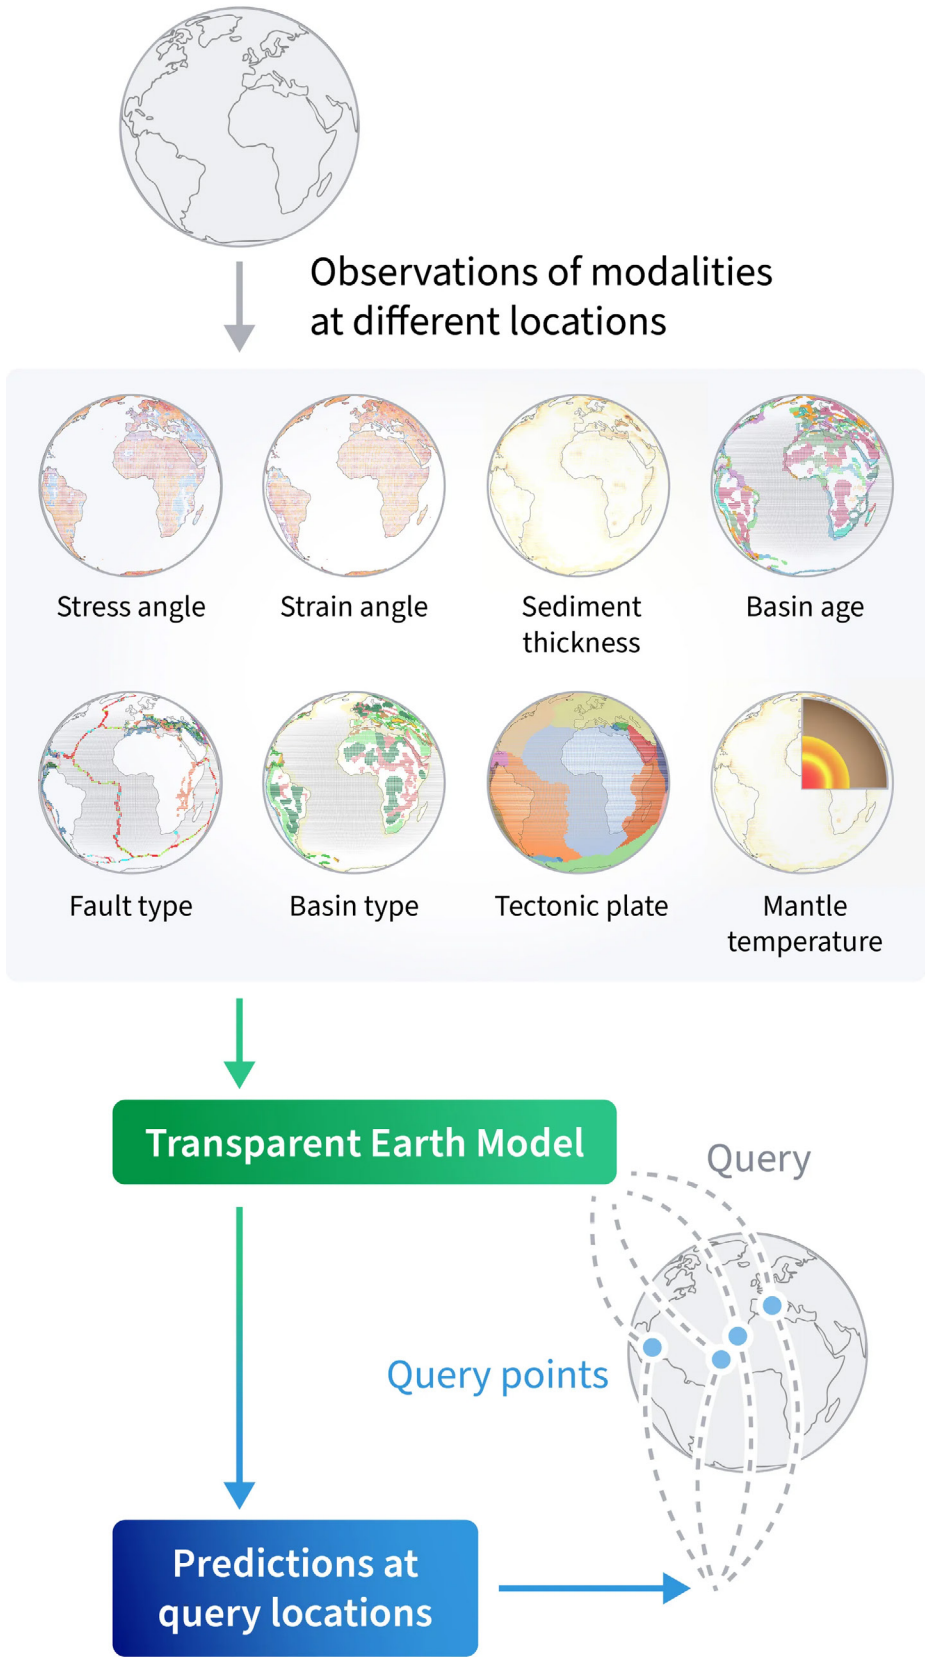 Observations of modalities
at different locations
Stress angle
Strain angle
Sediment
thickness
Basin age
Fault type
Basin type
Tectonic plate
Mantle
temperature
Transparent Earth Model
Query
Query points
Predictions at
query locations